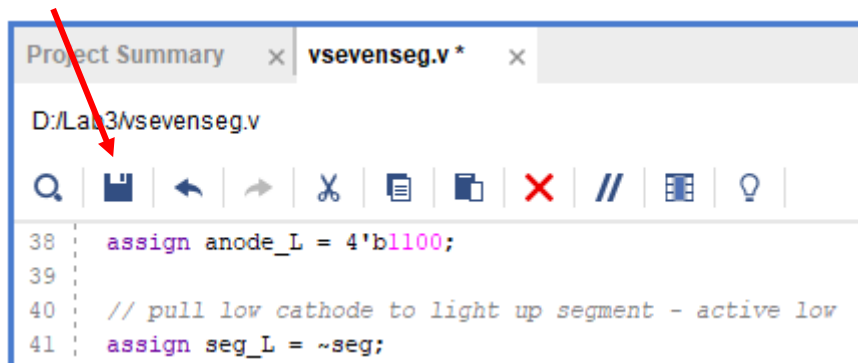 Project Summary × vsevenseg.v * ×
D:/Lab3/vsevenseg.v
38 assign anode_L = 4'b1100;
39
40 // pull low cathode to light up segment - active low
41 assign seg_L = ~seg;